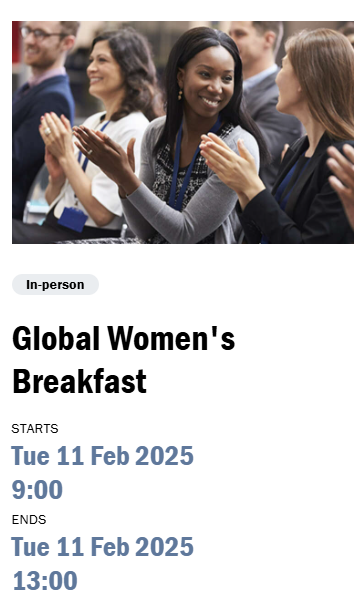 In-person
Global Women's
Breakfast
STARTS
Tue 11 Feb 2025
9:00
ENDS
Tue 11 Feb 2025
13:00